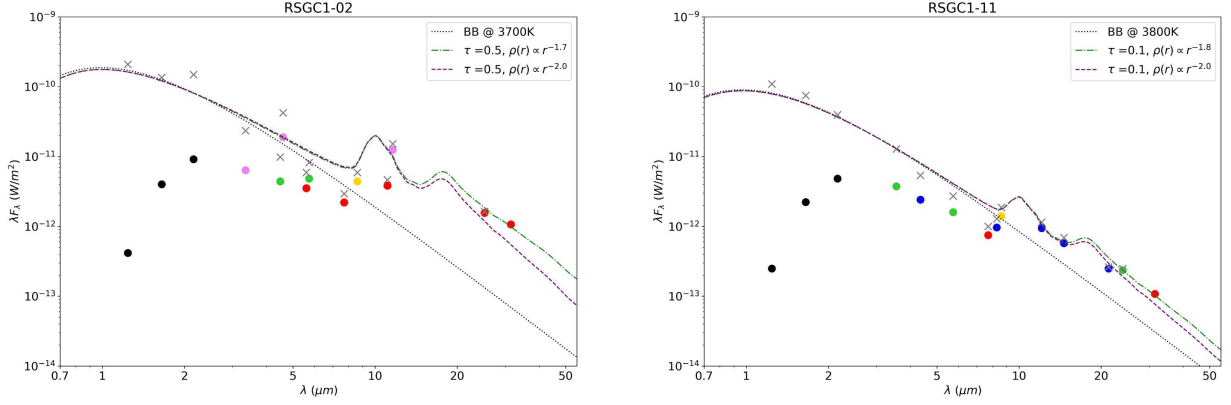 RSGC1-02
BB @ 3700K
τ = 0.5, ρ(r) ∝ r^−1.7
τ = 0.5, ρ(r) ∝ r^−2.0
10^−9
10^−10
10^−11
10^−12
10^−13
10^−14
λF_λ (W/m^2)
0.7 1 2 5 10 20 50
λ (μm)
RSGC1-11
BB @ 3800K
τ = 0.1, ρ(r) ∝ r^−1.8
τ = 0.1, ρ(r) ∝ r^−2.0
10^−9
10^−10
10^−11
10^−12
10^−13
10^−14
λF_λ (W/m^2)
0.7 1 2 5 10 20 50
λ (μm)